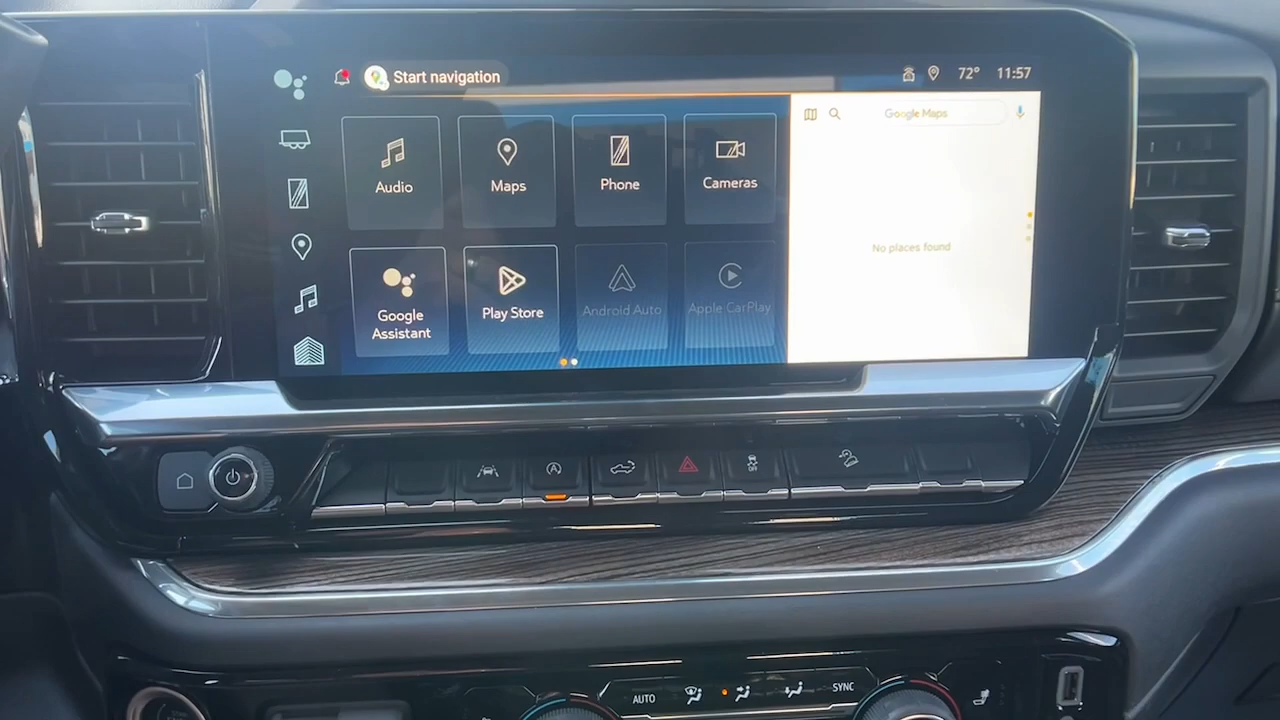 Start navigation
72° 11:57
Audio
Maps
Phone
Cameras
Google Maps
No places found
Google
Assistant
Play Store
Android Auto
Apple CarPlay
OFF
AUTO
SYNC